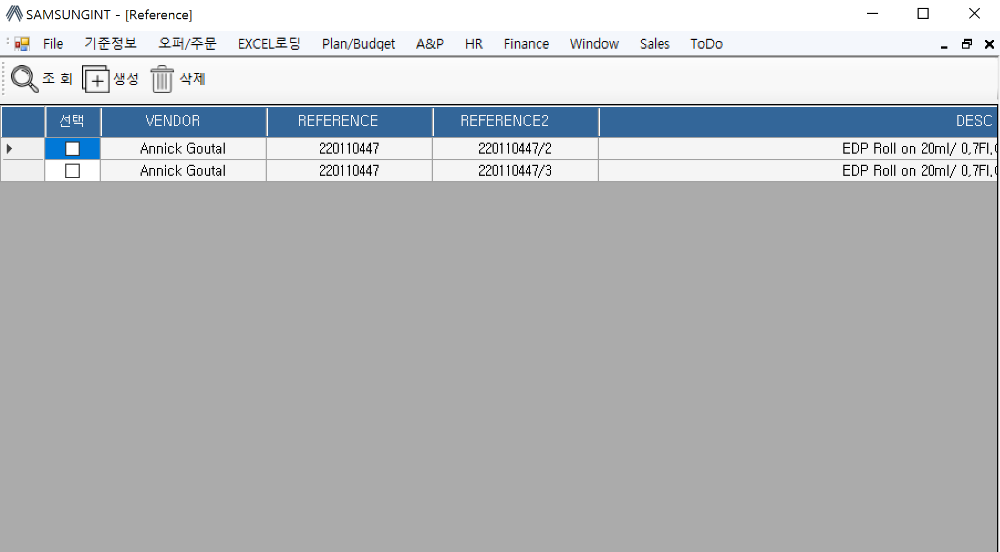 SAMSUNGINT - [Reference]
File 기준정보 오퍼/주문 EXCEL로딩 Plan/Budget A&P HR Finance Window Sales ToDo
조 회 생성 삭제
선택 VENDOR REFERENCE REFERENCE2 DESC
Annick Goutal 220110447 220110447/2 EDP Roll on 20ml/ 0.7Fl.
Annick Goutal 220110447 220110447/3 EDP Roll on 20ml/ 0.7Fl.